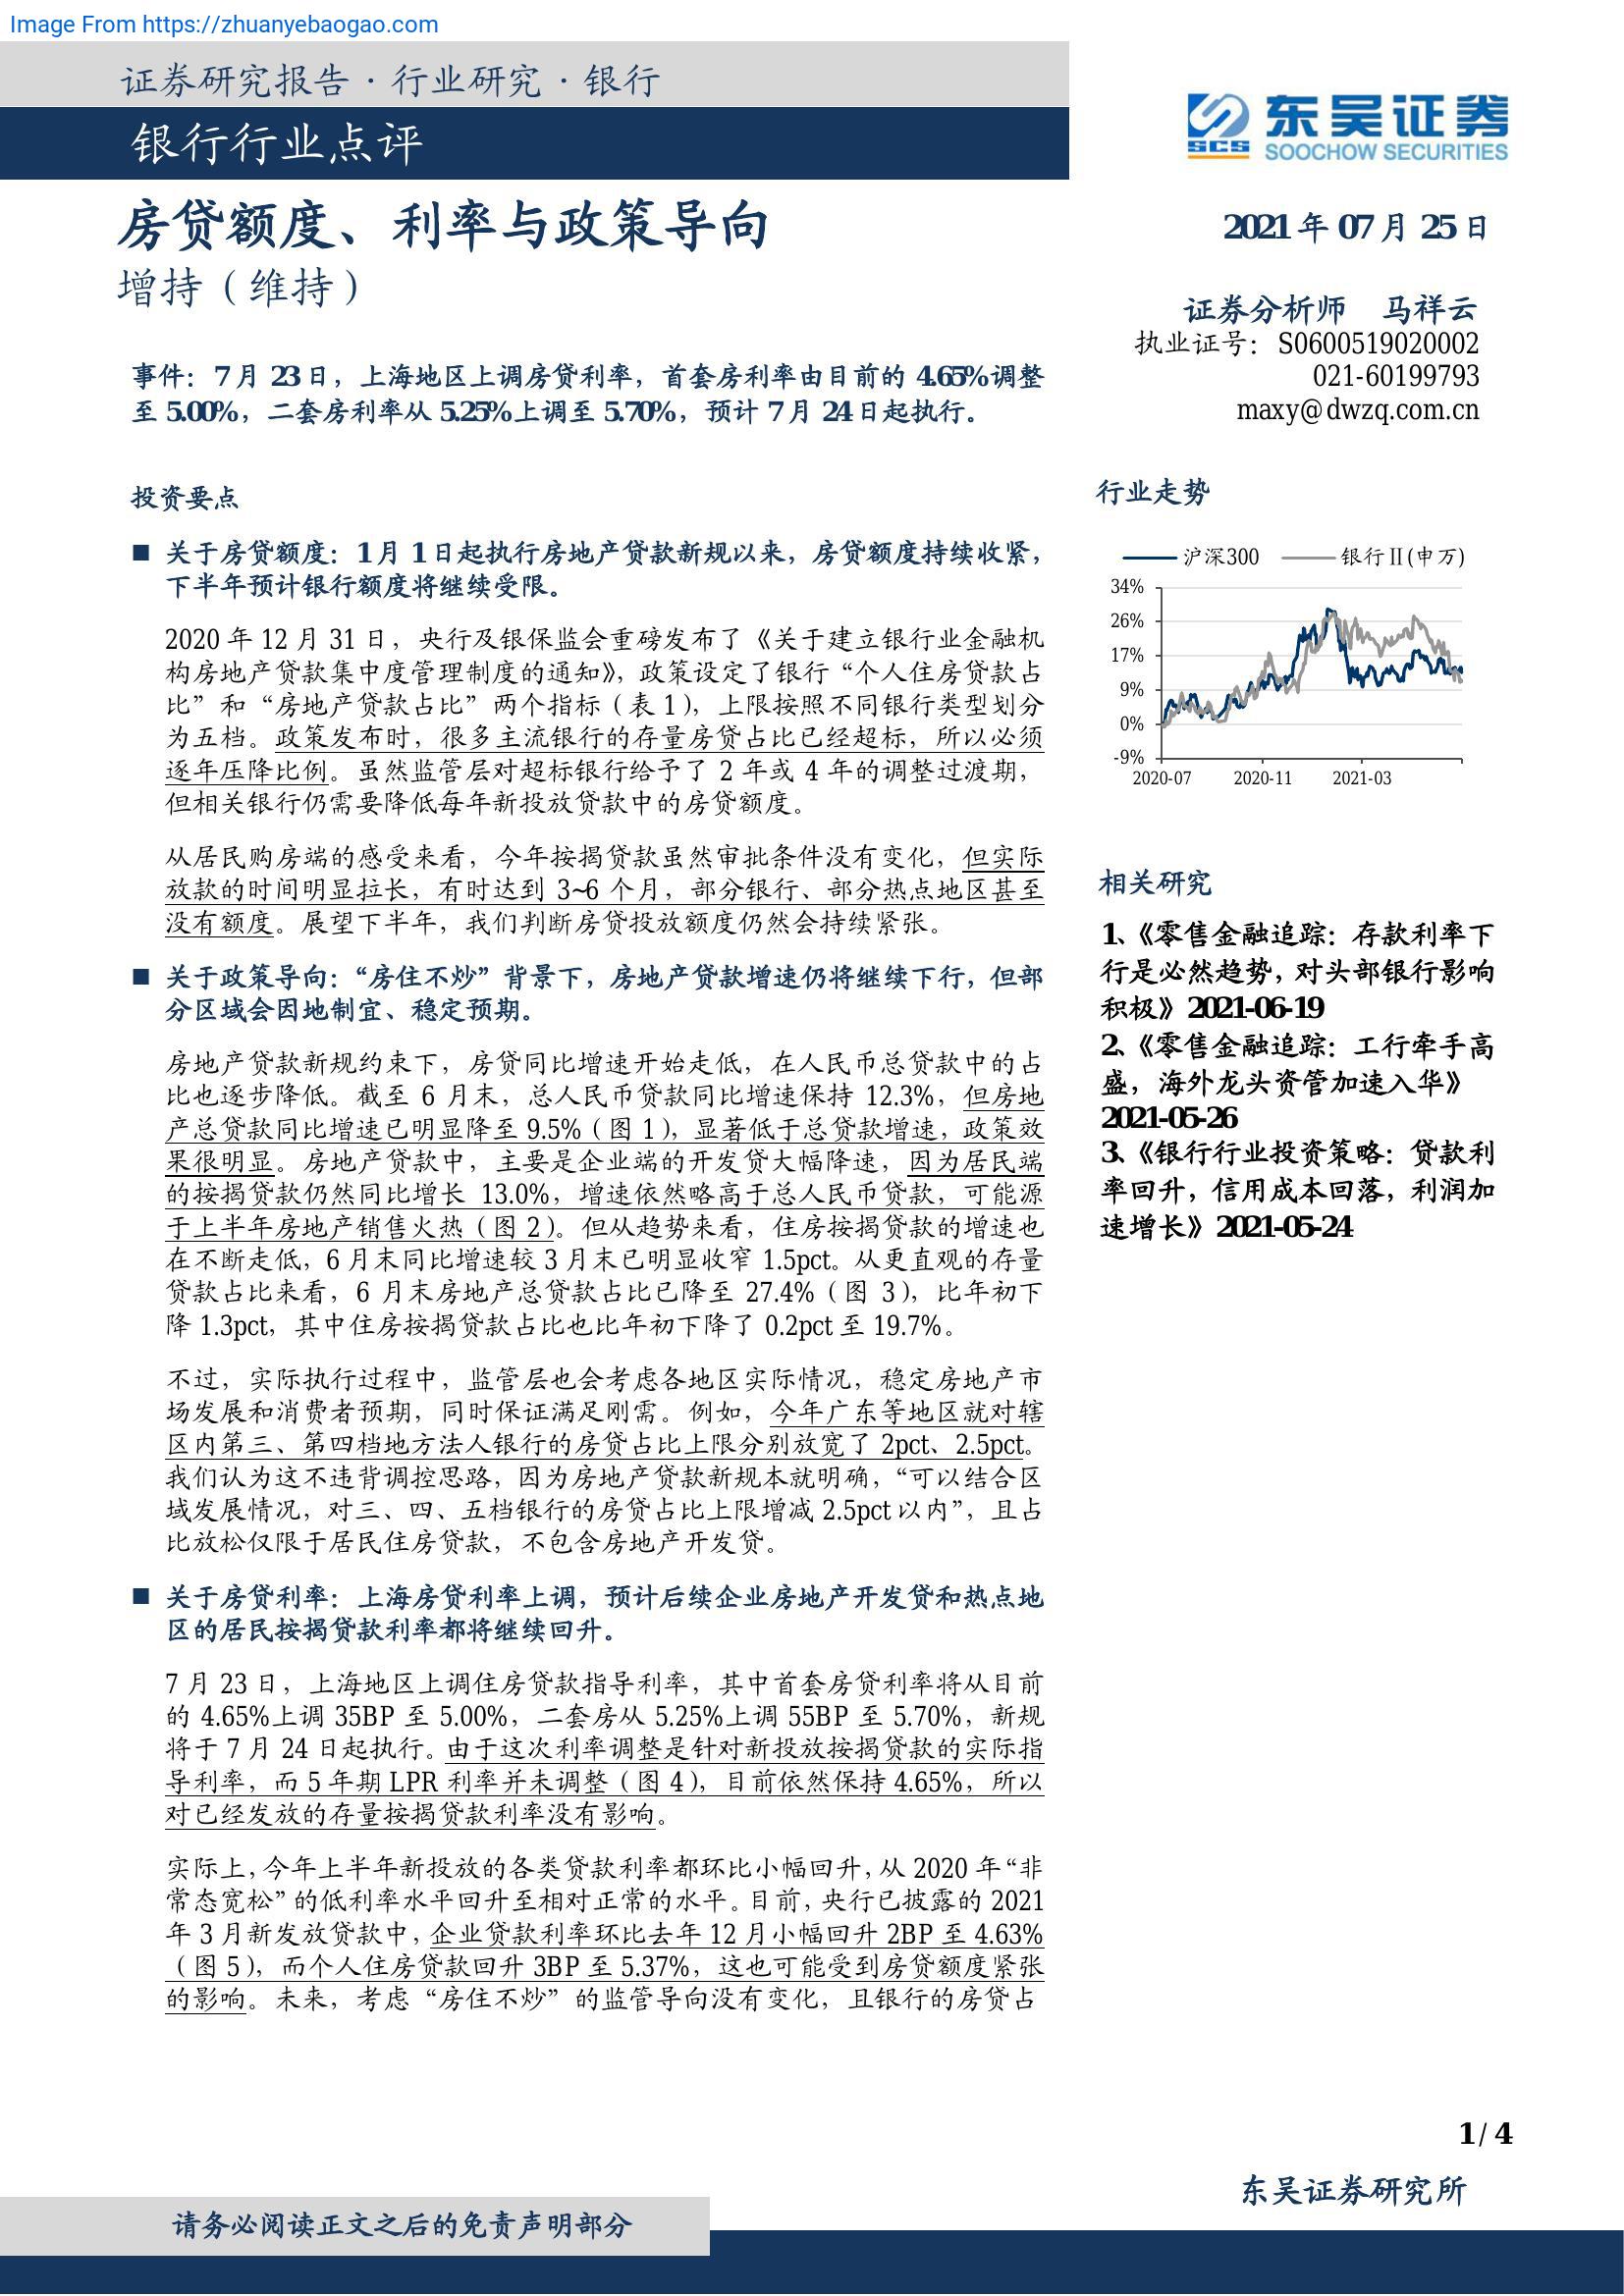 Image From https://zhuanyebaogao.com
证券研究报告 · 行业研究 · 银行
银行行业点评
东吴证券
SCS
SOOCHOW SECURITIES
房贷额度、利率与政策导向
增持（维持）
2021 年 07 月 25 日
证券分析师 马祥云
执业证号：S0600519020002
021-60199793
maxy@dwzq.com.cn
事件：7 月 23 日，上海地区上调房贷利率，首套房利率由目前的 4.65%调整
至 5.00%，二套房利率从 5.25%上调至 5.70%，预计 7 月 24 日起执行。
投资要点
■ 关于房贷额度：1 月 1 日起执行房地产贷款新规以来，房贷额度持续收紧，
下半年预计银行额度将继续受限。
2020 年 12 月 31 日，央行及银保监会重磅发布了《关于建立银行业金融机
构房地产贷款集中度管理制度的通知》，政策设定了银行“个人住房贷款占
比”和“房地产贷款占比”两个指标（表 1），上限按照不同银行类型划分
为五档。政策发布时，很多主流银行的存量房贷占比已经超标，所以必须
逐年压降比例。虽然监管层对超标银行给予了 2 年或 4 年的调整过渡期，
但相关银行仍需要降低每年新投放贷款中的房贷额度。
从居民购房端的感受来看，今年按揭贷款虽然审批条件没有变化，但实际
放款的时间明显拉长，有时达到 3~6 个月，部分银行、部分热点地区甚至
没有额度。展望下半年，我们判断房贷投放额度仍然会持续紧张。
■ 关于政策导向：“房住不炒”背景下，房地产贷款增速仍将继续下行，但部
分区域会因地制宜、稳定预期。
房地产贷款新规约束下，房贷同比增速开始走低，在人民币总贷款中的占
比也逐步降低。截至 6 月末，总人民币贷款同比增速保持 12.3%，但房地
产总贷款同比增速已明显降至 9.5%（图 1），显著低于总贷款增速，政策效
果很明显。房地产贷款中，主要是企业端的开发贷大幅降速，因为居民端
的按揭贷款仍然同比增长 13.0%，增速依然略高于总人民币贷款，可能源
于上半年房地产销售火热（图 2）。但从趋势来看，住房按揭贷款的增速也
在不断走低，6 月末同比增速较 3 月末已明显收窄 1.5pct。从更直观的存量
贷款占比来看，6 月末房地产总贷款占比已降至 27.4%（图 3），比年初下
降 1.3pct，其中住房按揭贷款占比也比年初下降了 0.2pct 至 19.7%。
不过，实际执行过程中，监管层也会考虑各地区实际情况，稳定房地产市
场发展和消费者预期，同时保证满足刚需。例如，今年广东等地区就对辖
区内第三、第四档地方法人银行的房贷占比上限分别放宽了 2pct、2.5pct。
我们认为这不违背调控思路，因为房地产贷款新规本就明确，“可以结合区
域发展情况，对三、四、五档银行的房贷占比上限增减 2.5pct 以内”，且占
比放松仅限于居民住房贷款，不包含房地产开发贷。
■ 关于房贷利率：上海房贷利率上调，预计后续企业房地产开发贷和热点地
区的居民按揭贷款利率都将继续回升。
7 月 23 日，上海地区上调住房贷款指导利率，其中首套房贷利率将从目前
的 4.65%上调 35BP 至 5.00%，二套房从 5.25%上调 55BP 至 5.70%，新规
将于 7 月 24 日起执行。由于这次利率调整是针对新投放按揭贷款的实际指
导利率，而 5 年期 LPR 利率并未调整（图 4），目前依然保持 4.65%，所以
对已经发放的存量按揭贷款利率没有影响。
实际上，今年上半年新投放的各类贷款利率都环比小幅回升，从 2020 年“非
常态宽松”的低利率水平回升至相对正常的水平。目前，央行已披露的 2021
年 3 月新发放贷款中，企业贷款利率环比去年 12 月小幅回升 2BP 至 4.63%
（图 5），而个人住房贷款回升 3BP 至 5.37%，这也可能受到房贷额度紧张
的影响。未来，考虑“房住不炒”的监管导向没有变化，且银行的房贷占
行业走势
沪深300 银行Ⅱ(申万)
34%
26%
17%
9%
0%
-9%
2020-07 2020-11 2021-03
相关研究
1、《零售金融追踪：存款利率下
行是必然趋势，对头部银行影响
积极》2021-06-19
2、《零售金融追踪：工行牵手高
盛，海外龙头资管加速入华》
2021-05-26
3、《银行行业投资策略：贷款利
率回升，信用成本回落，利润加
速增长》2021-05-24
1 / 4
东吴证券研究所
请务必阅读正文之后的免责声明部分